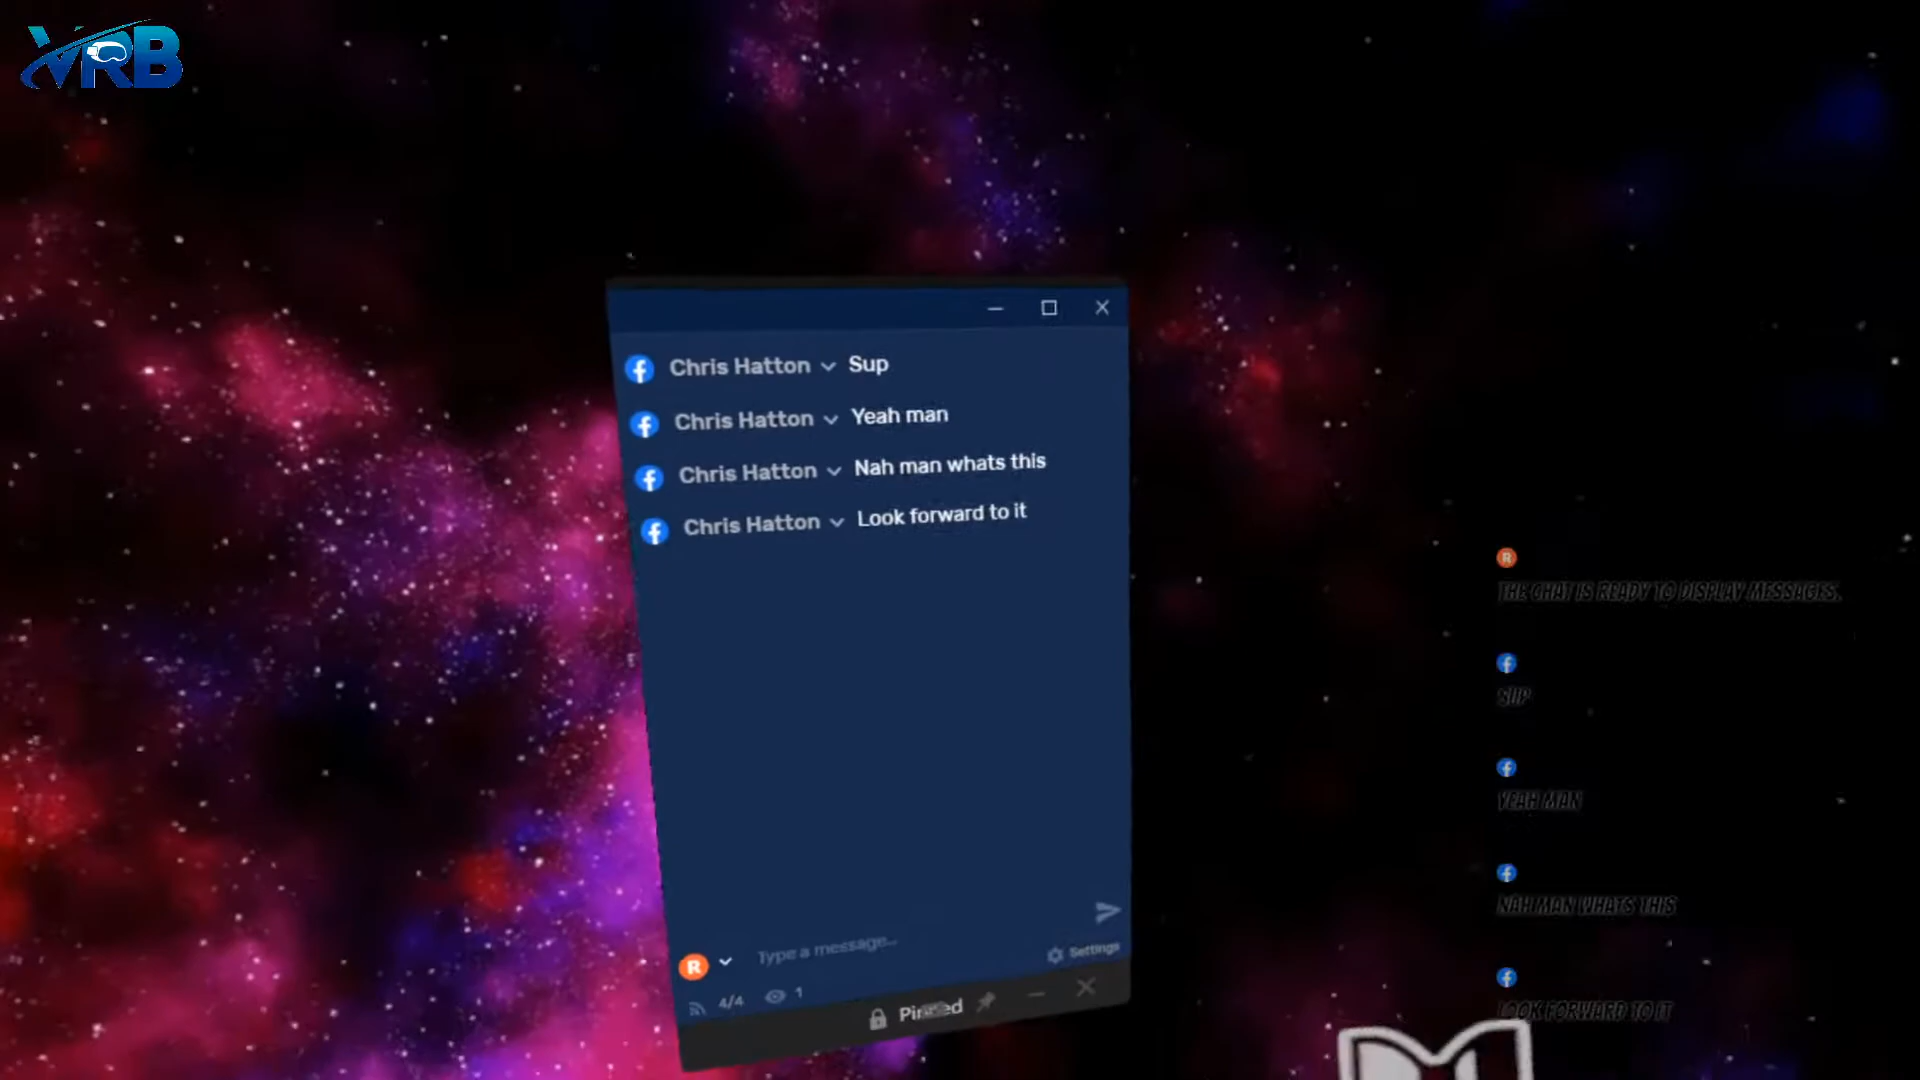 VRB
Chris Hatton Sup
Chris Hatton Yeah man
Chris Hatton Nah man whats this
Chris Hatton Look forward to it
R Type a message...
Settings
4/4 1
Pinned
R
THE CHAT IS READY TO DISPLAY MESSAGES.
SUP
YEAH MAN
NAH MAN WHATS THIS
LOOK FORWARD TO IT